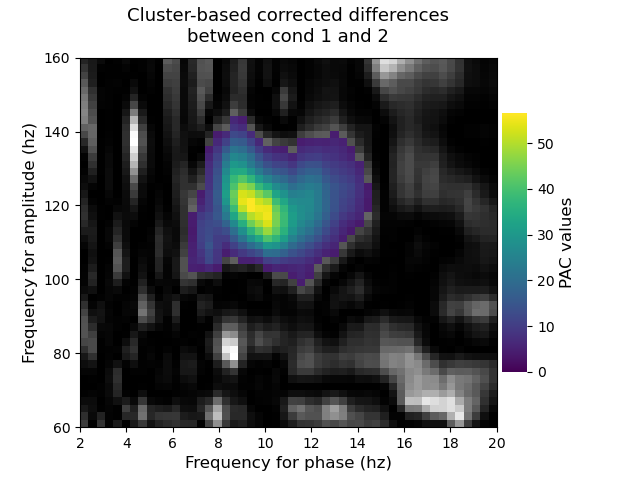 Cluster-based corrected differences
between cond 1 and 2
160
140
120
100
80
60
Frequency for amplitude (hz)
2 4 6 8 10 12 14 16 18 20
Frequency for phase (hz)
50
40
30
20
10
0
PAC values